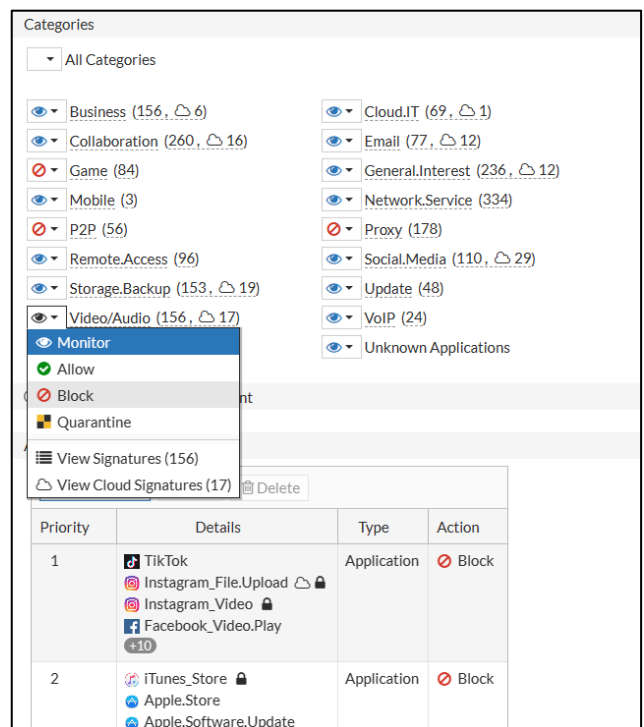 Categories
All Categories
Business (156, 6)
Cloud.IT (69, 1)
Collaboration (260, 16)
Email (77, 12)
Game (84)
General.Interest (236, 12)
Mobile (3)
Network.Service (334)
P2P (56)
Proxy (178)
Remote.Access (96)
Social.Media (110, 29)
Storage.Backup (153, 19)
Update (48)
Video/Audio (156, 17)
VoIP (24)
Monitor
Unknown Applications
Allow
Block
nt
Quarantine
View Signatures (156)
View Cloud Signatures (17)
Delete
Priority Details Type Action
1 TikTok Application Block
Instagram_File.Upload
Instagram_Video
Facebook_Video.Play
+10
2 iTunes_Store Application Block
Apple.Store
Apple.Software.Update